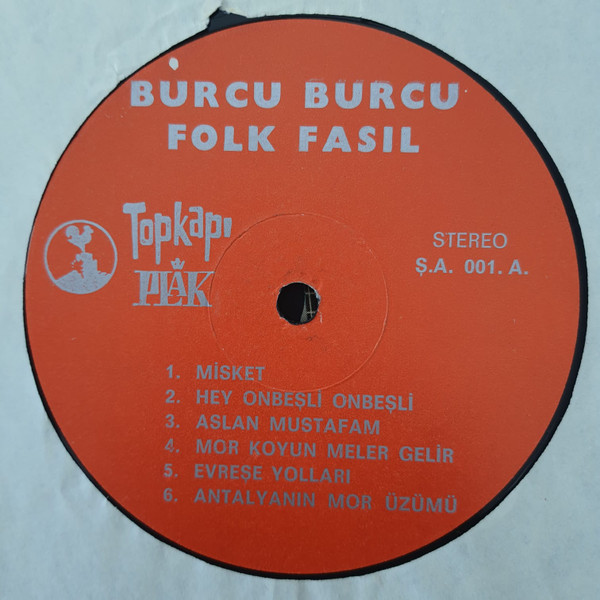 BURCU BURCU
FOLK FASIL
Topkapı
PLAK
STEREO
Ş.A. 001. A.
1. MİSKET
2. HEY ONBEŞLİ ONBEŞLİ
3. ASLAN MUSTAFAM
4. MOR KOYUN MELER GELİR
5. EVREŞE YOLLARI
6. ANTALYANIN MOR ÜZÜMÜ